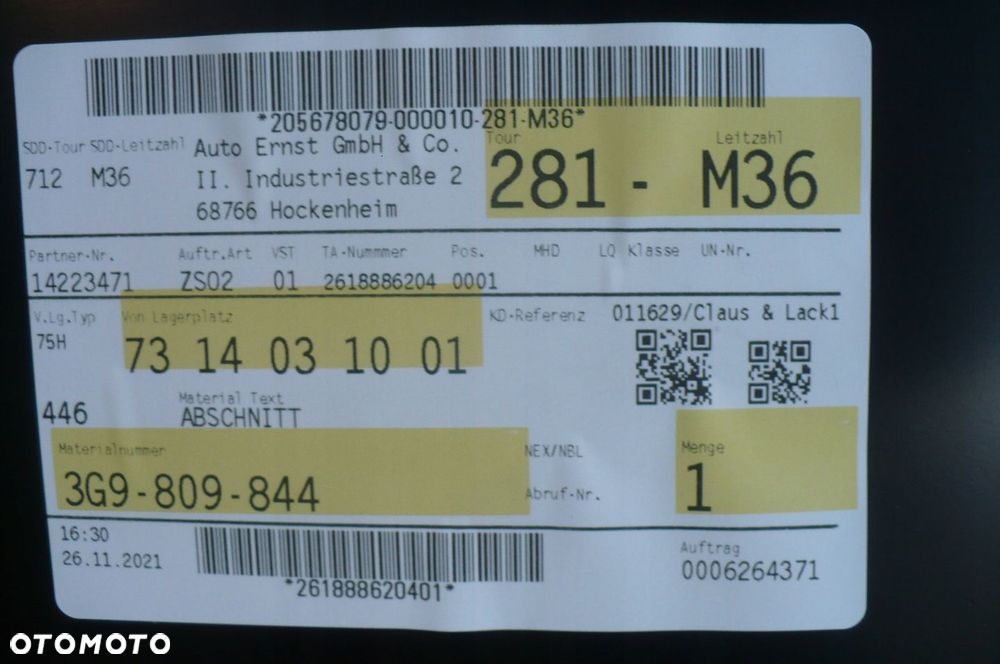 *205678079-000010-281-M36*
SDD-Tour SDD-Leitzahl Auto Ernst GmbH & Co. Tour Leitzahl
712 M36 II. Industriestraße 2 281 - M36
68766 Hockenheim
Partner-Nr. Auftr.Art VST TA-Nummmer Pos. MHD LQ Klasse UN-Nr.
14223471 ZS02 01 2618886204 0001
V.Lg.Typ Von Lagerplatz KD-Referenz 011629/Claus & Lack1
75H 73 14 03 10 01
Material Text
446 ABSCHNITT
Materialnummer NEX/NBL Menge
3G9-809-844 Abruf-Nr. 1
16:30
26.11.2021 Auftrag
0006264371
*261888620401*
OTOMOTO